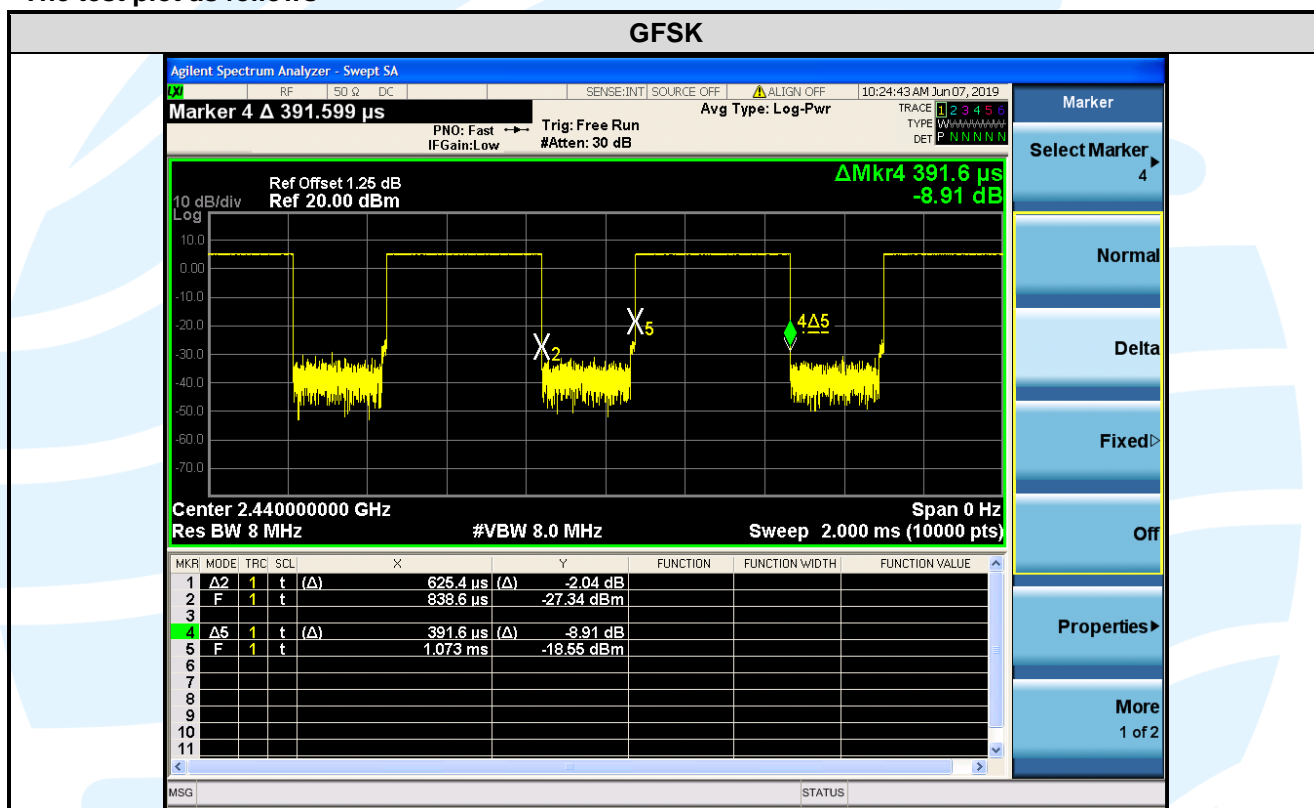 The test plot as follows
GFSK
Agilent Spectrum Analyzer - Swept SA
LXI RF 50 Ω DC SENSE:INT SOURCE OFF ALIGN OFF 10:24:43 AM Jun 07, 2019
Marker 4 Δ 391.599 µs
PNO: Fast
IFGain:Low
Trig: Free Run
#Atten: 30 dB
Avg Type: Log-Pwr
TRACE 1 2 3 4 5 6
TYPE W
DET P N N N N N
Marker
Select Marker
4
Normal
Delta
Fixed
Off
Properties
More
1 of 2
ΔMkr4 391.6 µs
-8.91 dB
Ref Offset 1.25 dB
10 dB/div Ref 20.00 dBm
Log
10.0
0.00
-10.0
-20.0
-30.0
-40.0
-50.0
-60.0
-70.0
2
5
4Δ5
Center 2.440000000 GHz Span 0 Hz
Res BW 8 MHz #VBW 8.0 MHz Sweep 2.000 ms (10000 pts)
MKR MODE TRC SCL X Y FUNCTION FUNCTION WIDTH FUNCTION VALUE
1 Δ2 1 t (Δ) 625.4 µs (Δ) -2.04 dB
2 F 1 t 838.6 µs -27.34 dBm
3
4 Δ5 1 t (Δ) 391.6 µs (Δ) -8.91 dB
5 F 1 t 1.073 ms -18.55 dBm
6
7
8
9
10
11
MSG STATUS